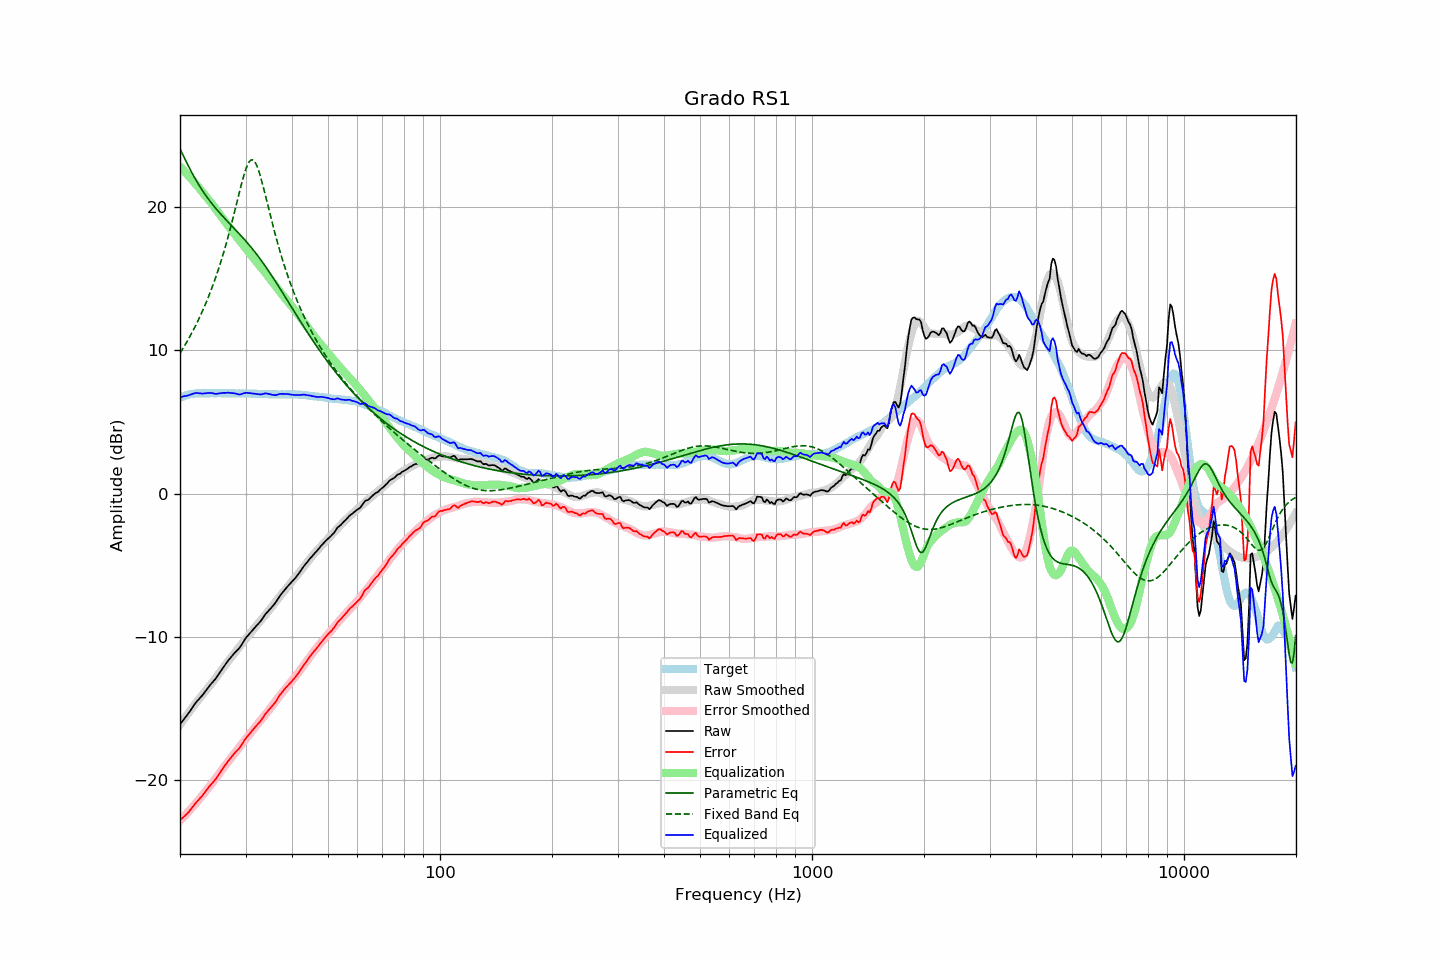 Grado RS1
Amplitude (dBr)
20
10
0
−10
−20
100
1000
10000
Frequency (Hz)
Target
Raw Smoothed
Error Smoothed
Raw
Error
Equalization
Parametric Eq
Fixed Band Eq
Equalized